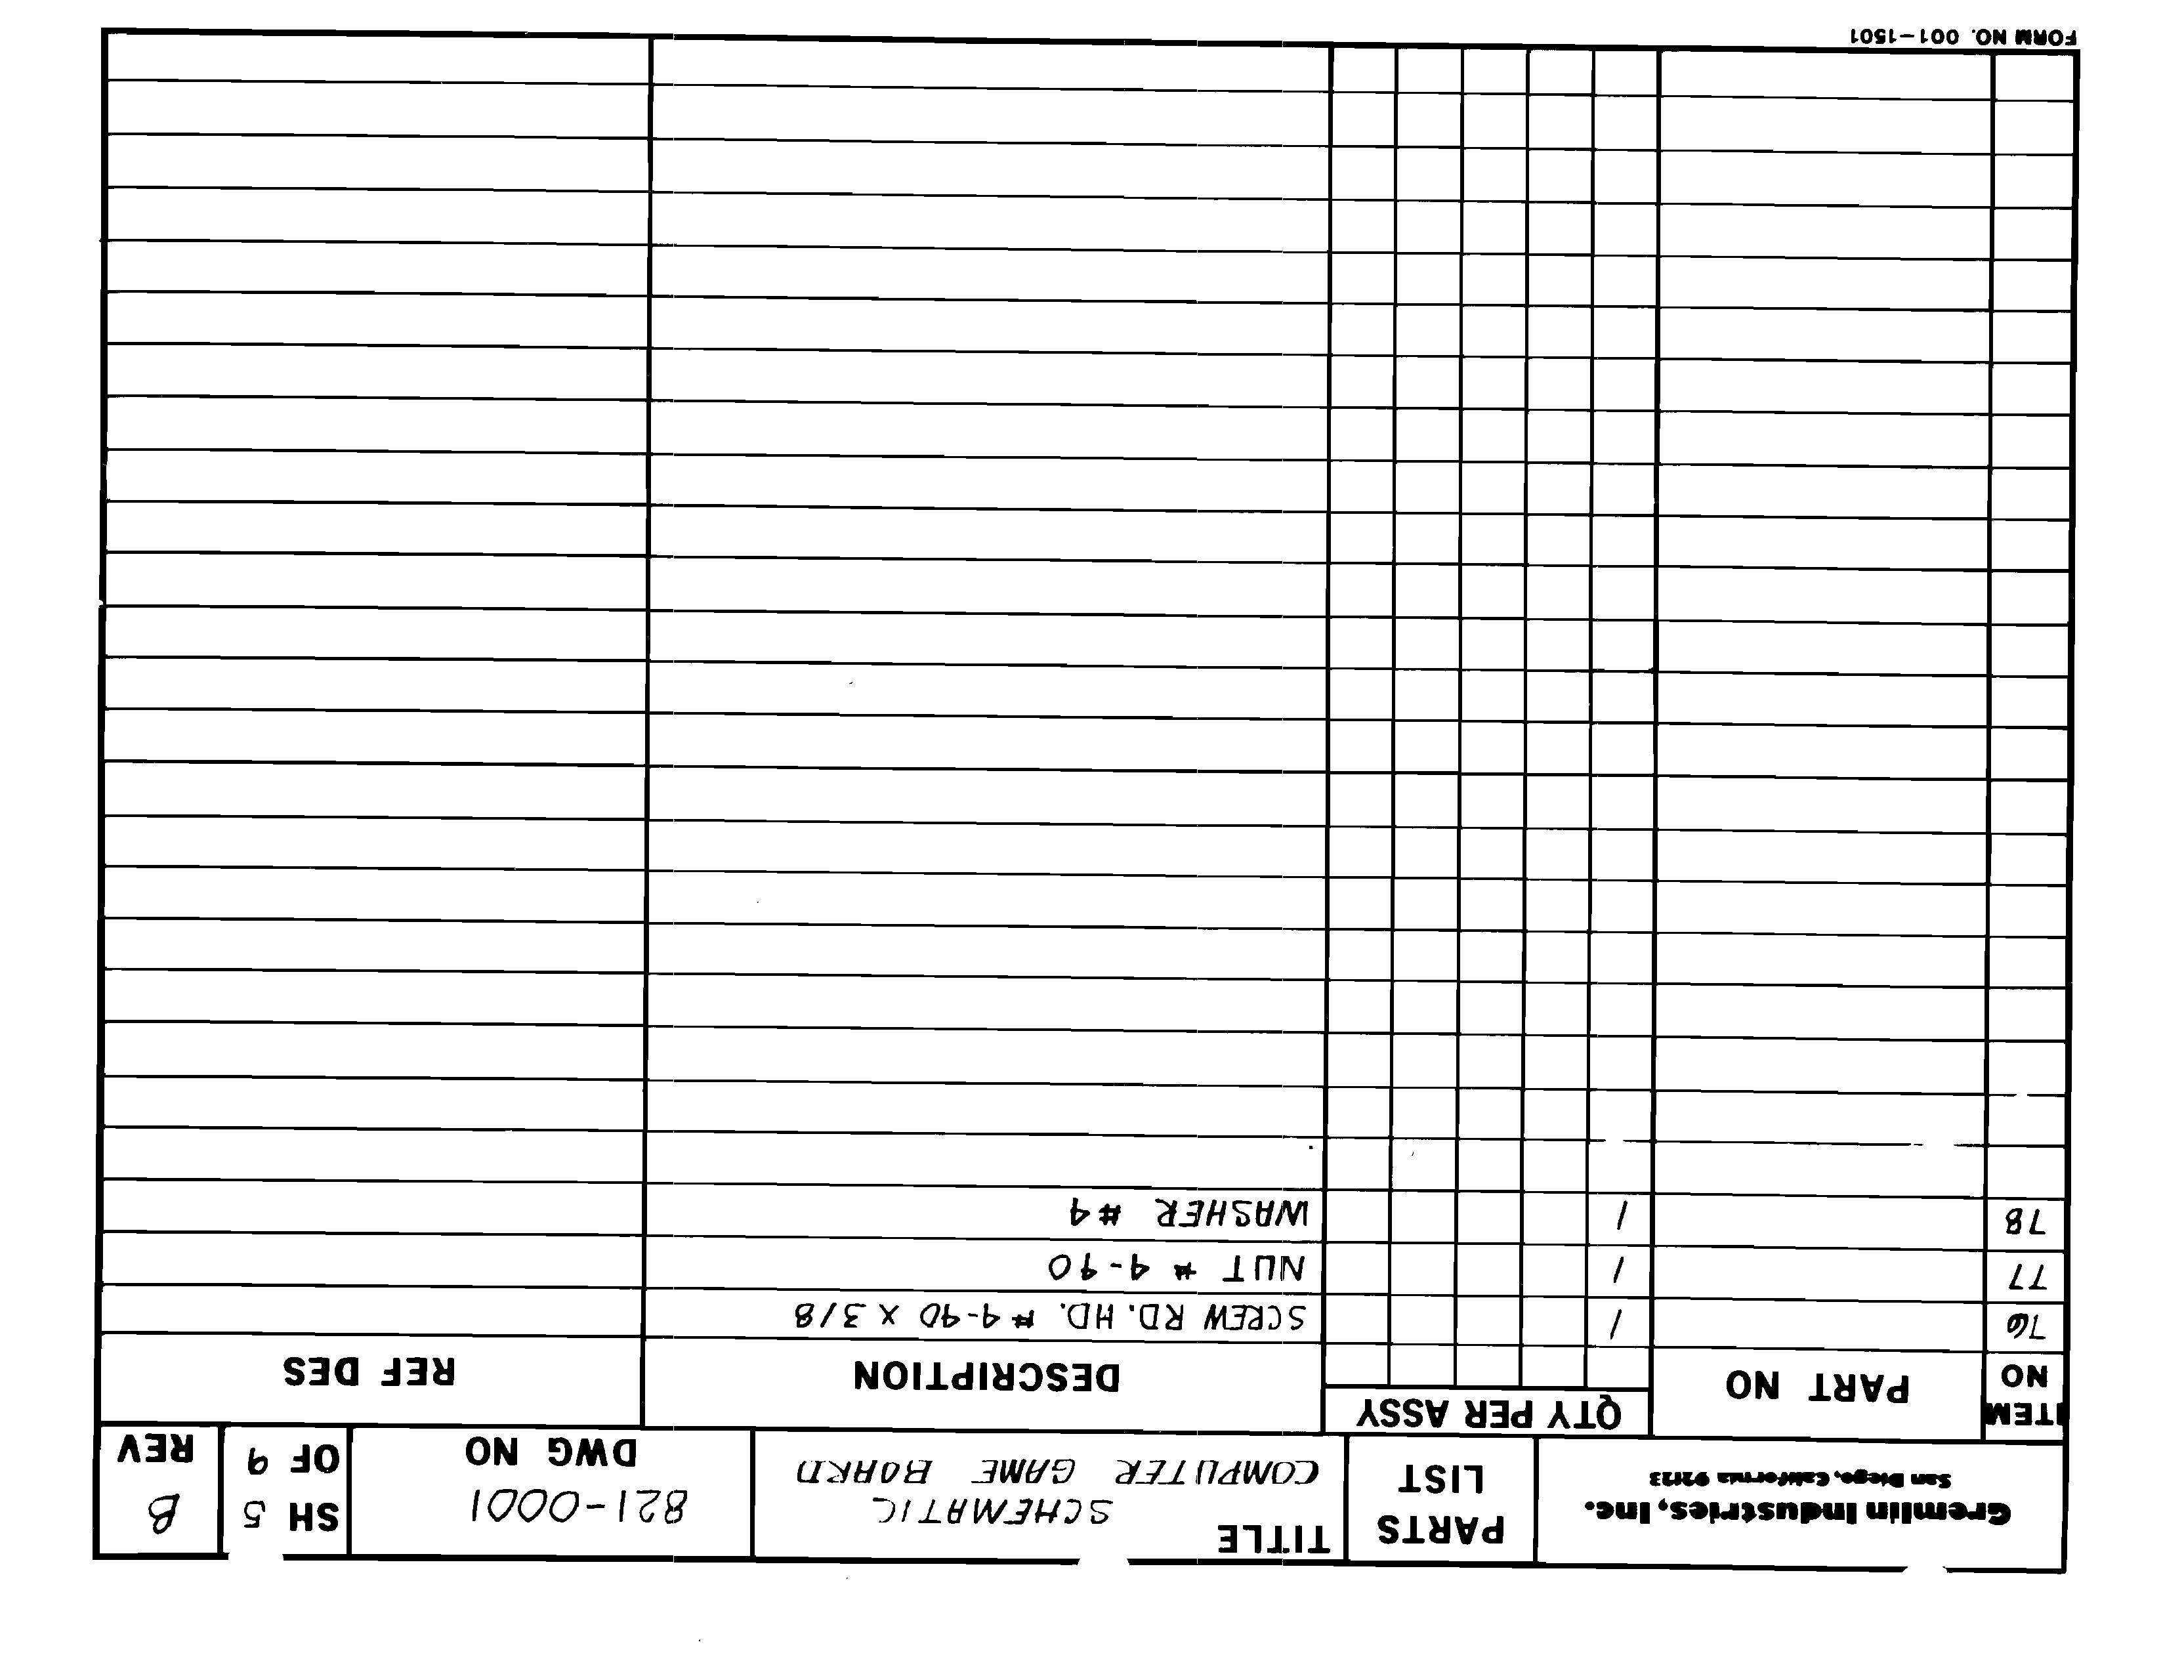 Gremlin Industries, Inc.
San Diego, California 92123
PARTS LIST
TITLE
SCHEMATIC
COMPUTER GAME BOARD
821-0001
DWG NO
SH 5
OF 9
B
REV
ITEM NO
PART NO
QTY PER ASSY
DESCRIPTION
REF DES
76 1 SCREW RD. HD. #4-40 X 3/8
77 1 NUT #4-40
78 1 WASHER #4
FORM NO. 001-1501